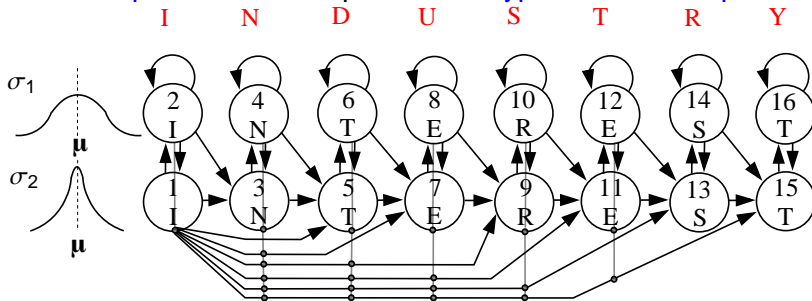 I N D U S T R Y
σ1 2 4 6 8 10 12 14 16
I N T E R E S T
μ
σ2 1 3 5 7 9 11 13 15
I N T E R E S T
μ